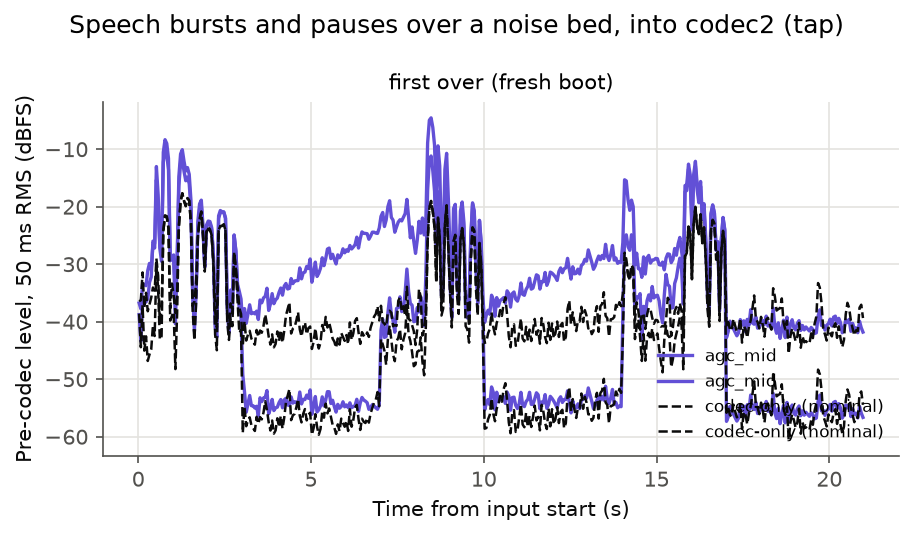 Speech bursts and pauses over a noise bed, into codec2 (tap)
first over (fresh boot)
Pre-codec level, 50 ms RMS (dBFS)
−10
−20
−30
−40
−50
−60
agc_mid
agc_mid
codec-only (nominal)
codec-only (nominal)
0
5
10
15
20
Time from input start (s)